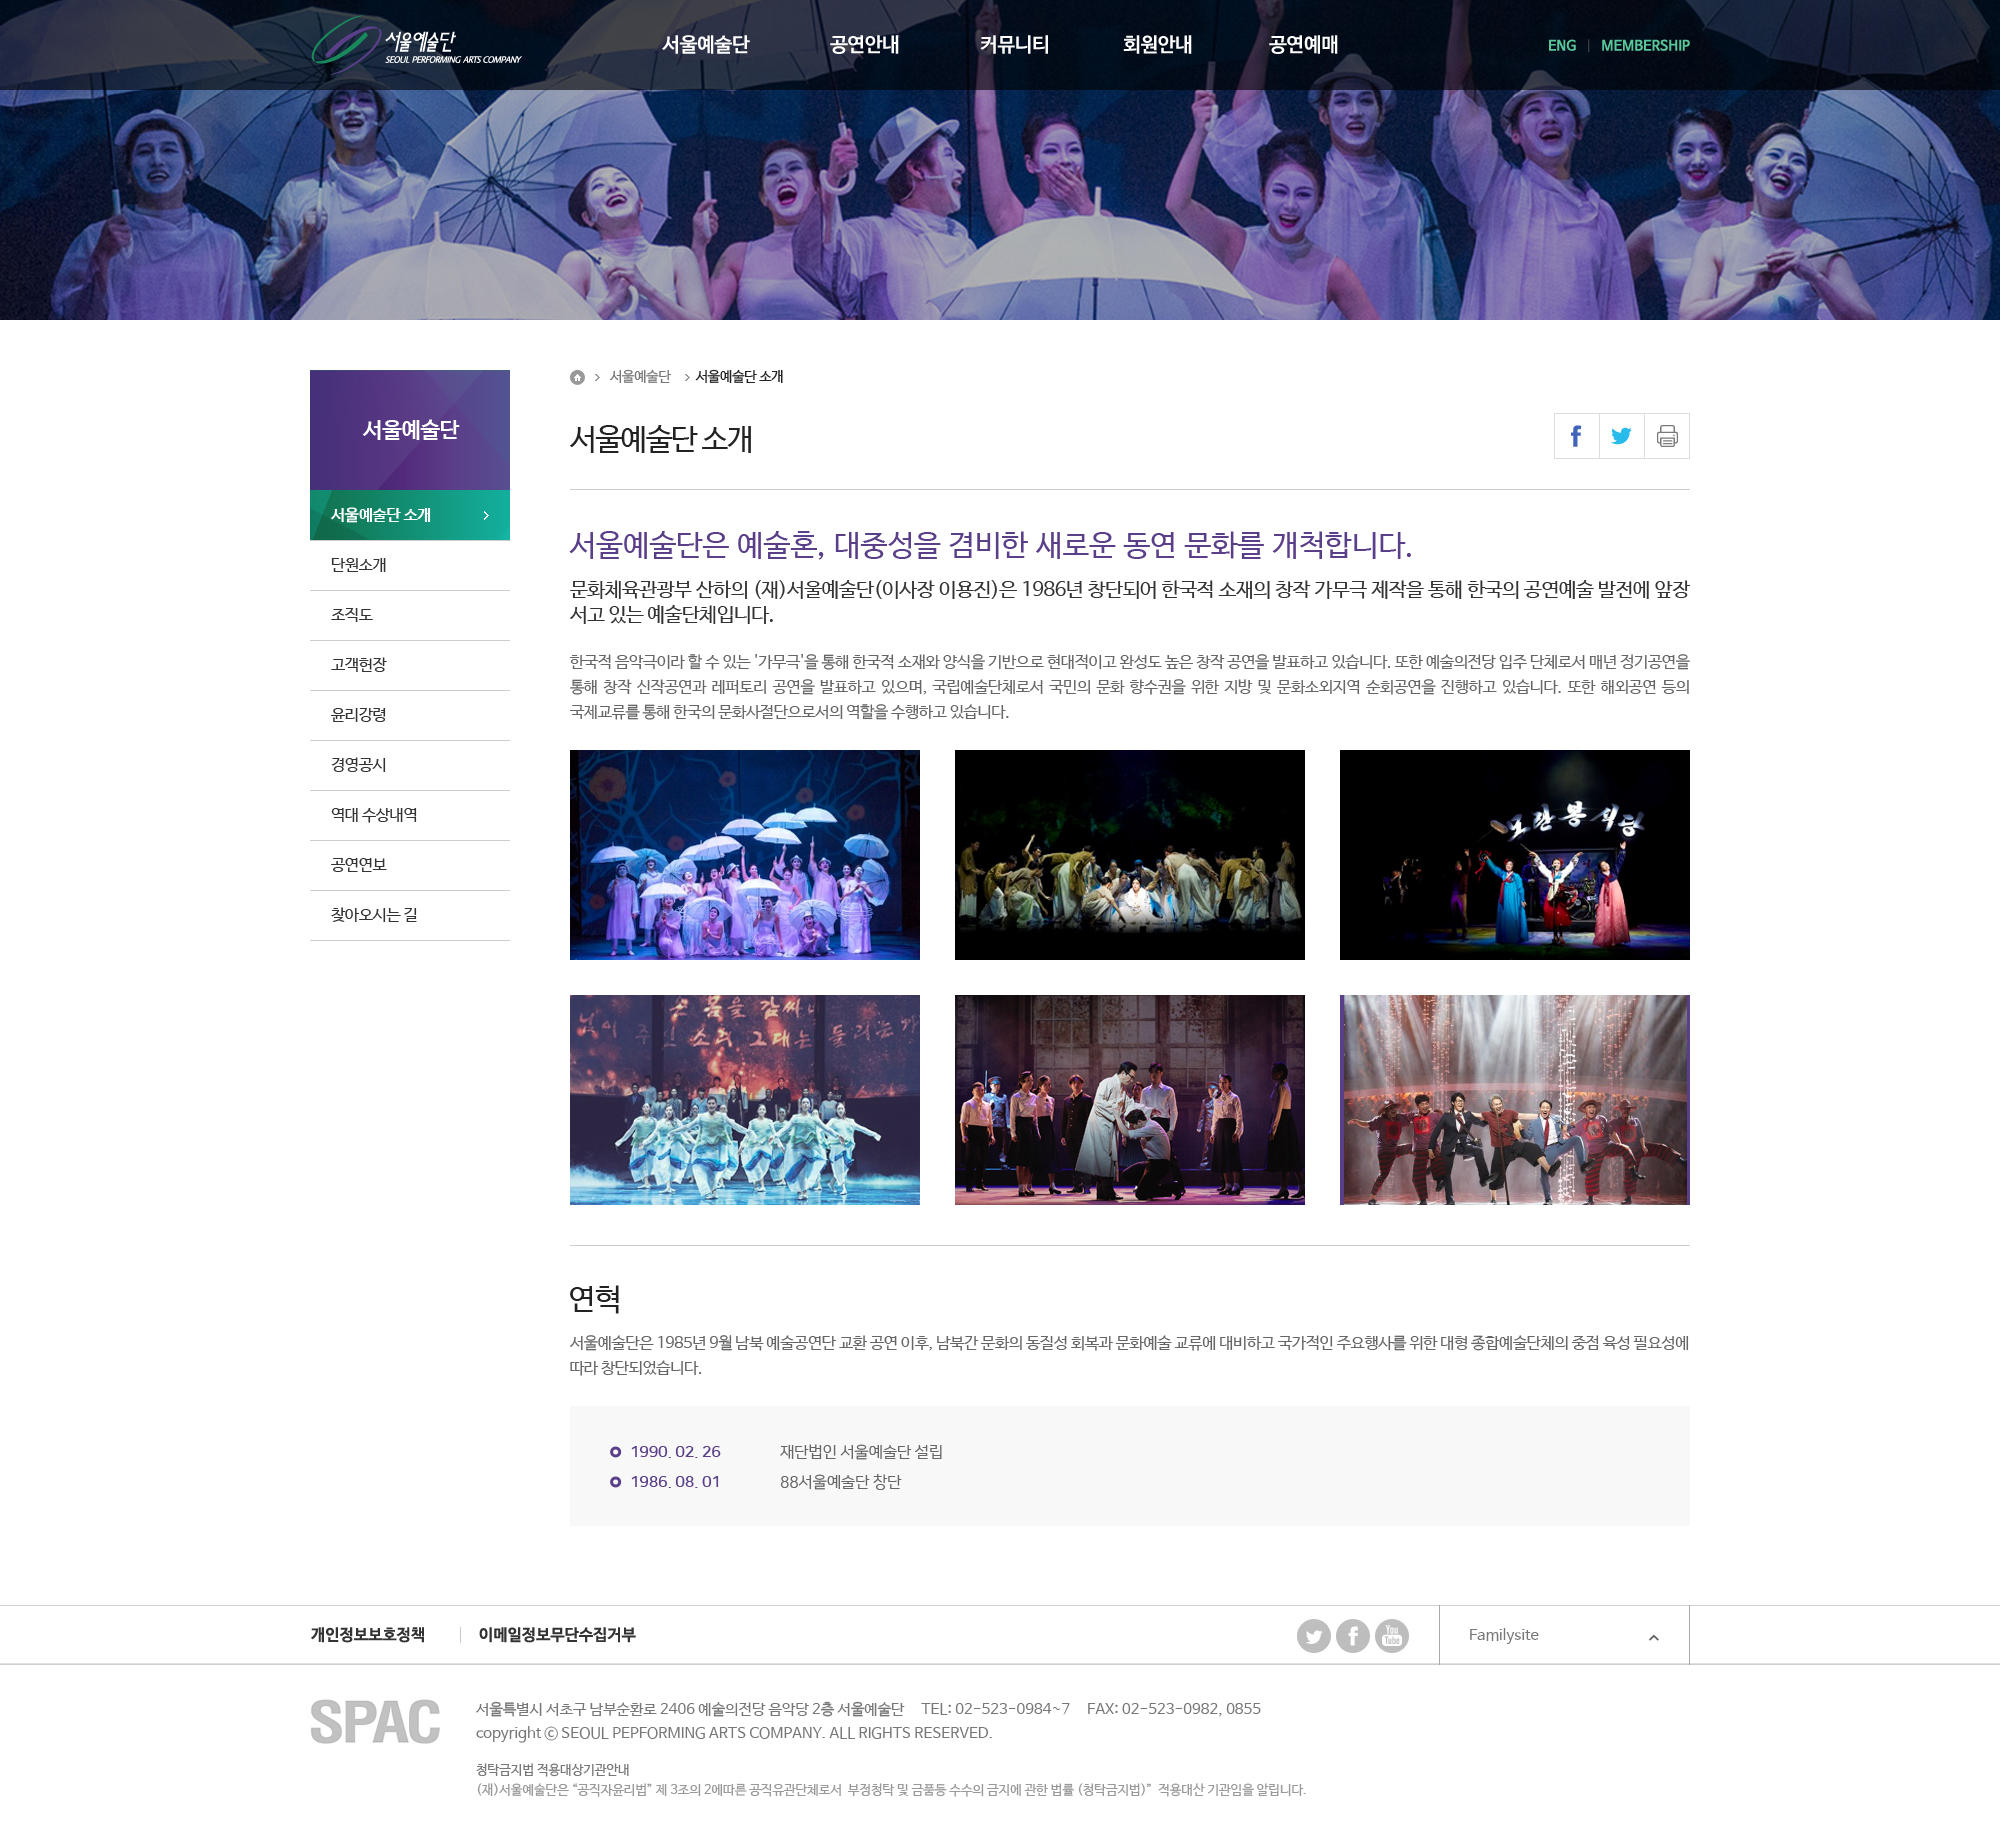 서울예술단
SEOUL PERFORMING ARTS COMPANY
서울예술단 공연안내 커뮤니티 회원안내 공연예매
ENG | MEMBERSHIP
서울예술단
서울예술단 소개
단원소개
조직도
고객헌장
윤리강령
경영공시
역대 수상내역
공연연보
찾아오시는 길
서울예술단 > 서울예술단 소개
서울예술단 소개
서울예술단은 예술혼, 대중성을 겸비한 새로운 동연 문화를 개척합니다.
문화체육관광부 산하의 (재)서울예술단(이사장 이용진)은 1986년 창단되어 한국적 소재의 창작 가무극 제작을 통해 한국의 공연예술 발전에 앞장
서고 있는 예술단체입니다.
한국적 음악극이라 할 수 있는 '가무극'을 통해 한국적 소재와 양식을 기반으로 현대적이고 완성도 높은 창작 공연을 발표하고 있습니다. 또한 예술의전당 입주 단체로서 매년 정기공연을
통해 창작 신작공연과 레퍼토리 공연을 발표하고 있으며, 국립예술단체로서 국민의 문화 향수권을 위한 지방 및 문화소외지역 순회공연을 진행하고 있습니다. 또한 해외공연 등의
국제교류를 통해 한국의 문화사절단으로서의 역할을 수행하고 있습니다.
모란봉식당
몸을 감싸
소리 그대는 들리는가
연혁
서울예술단은 1985년 9월 남북 예술공연단 교환 공연 이후, 남북간 문화의 동질성 회복과 문화예술 교류에 대비하고 국가적인 주요행사를 위한 대형 종합예술단체의 중점 육성 필요성에
따라 창단되었습니다.
1990. 02. 26 재단법인 서울예술단 설립
1986. 08. 01 88서울예술단 창단
개인정보보호정책 | 이메일정보무단수집거부
You Tube
Familysite
SPAC
서울특별시 서초구 남부순환로 2406 예술의전당 음악당 2층 서울예술단 TEL: 02-523-0984~7 FAX: 02-523-0982, 0855
copyright ⓒ SEOUL PEPFORMING ARTS COMPANY. ALL RIGHTS RESERVED.
청탁금지법 적용대상기관안내
(재)서울예술단은 “공직자윤리법” 제 3조의 2에따른 공직유관단체로서 부정청탁 및 금품등 수수의 금지에 관한 법률 (청탁금지법)” 적용대산 기관임을 알립니다.